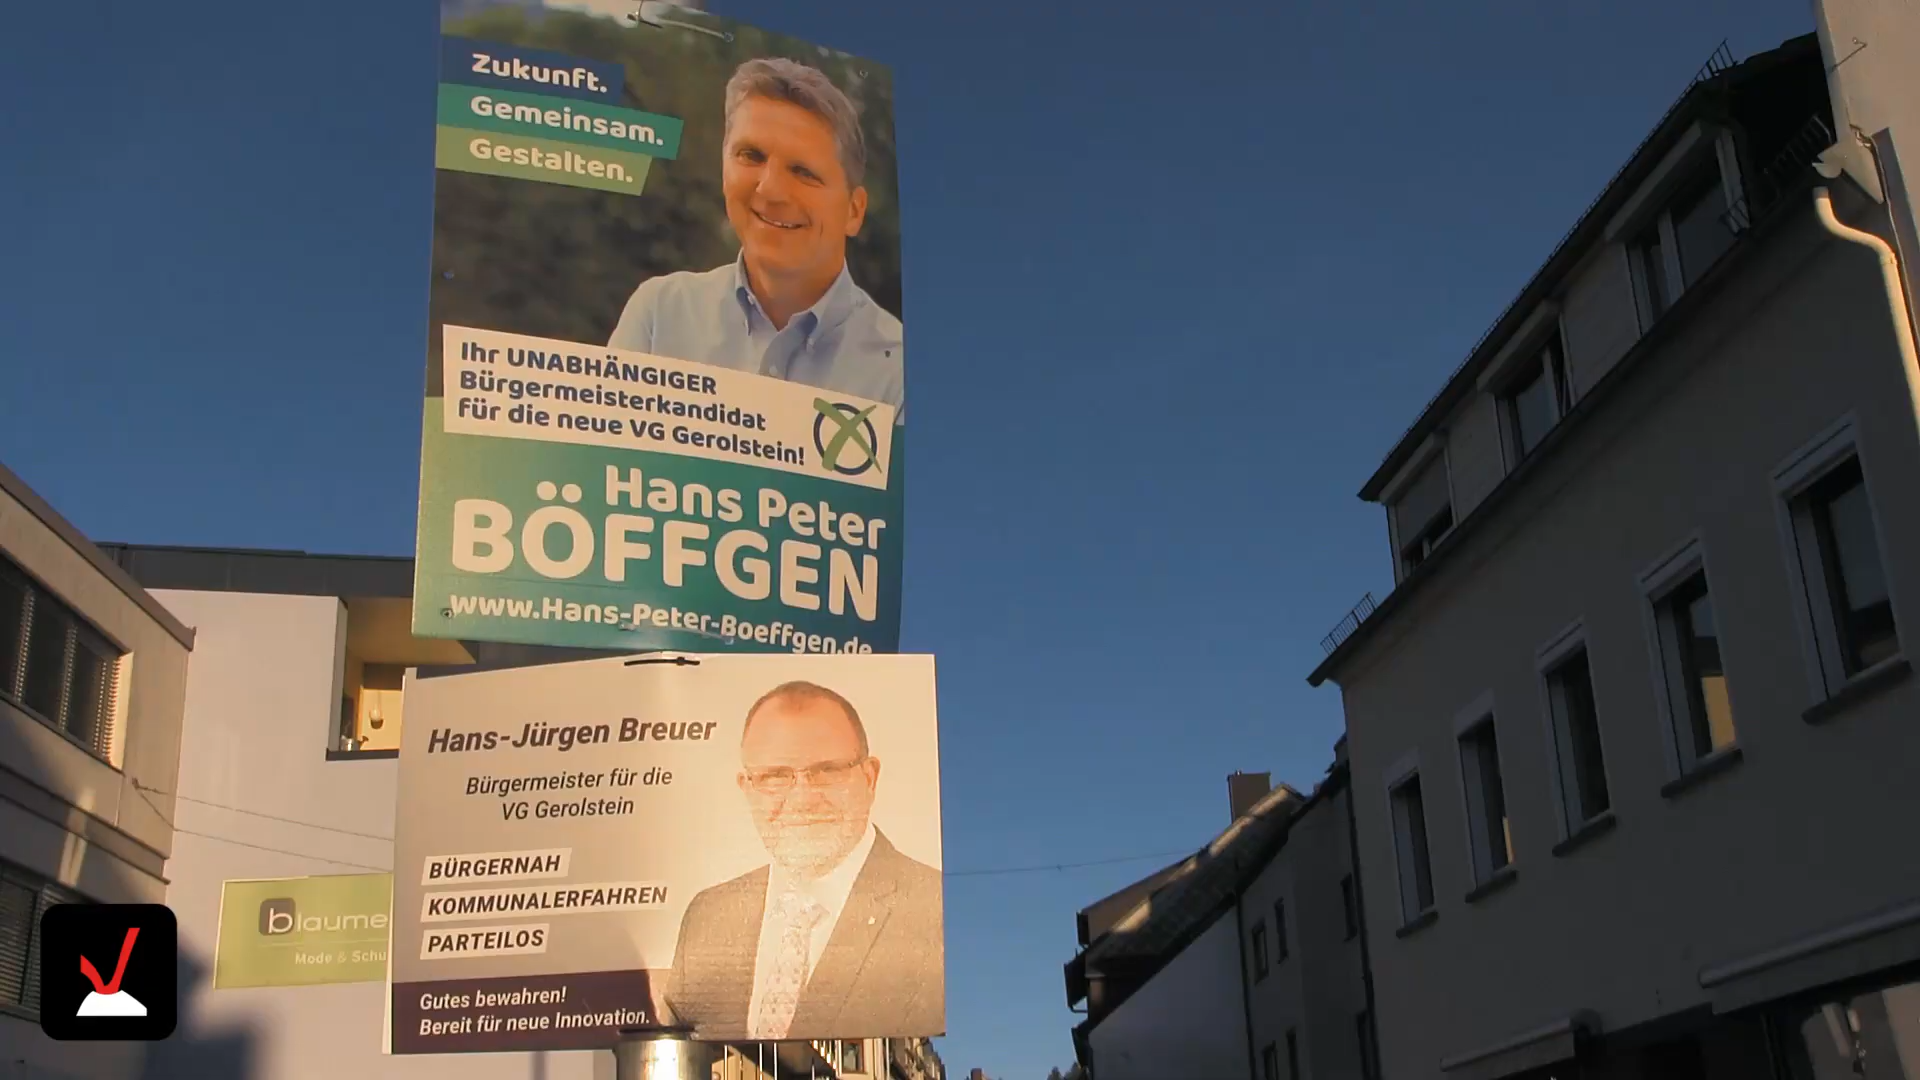 Zukunft.
Gemeinsam.
Gestalten.
Ihr UNABHÄNGIGER
Bürgermeisterkandidat
für die neue VG Gerolstein!
Hans Peter
BÖFFGEN
www.Hans-Peter-Boeffgen.de
Hans-Jürgen Breuer
Bürgermeister für die
VG Gerolstein
BÜRGERNAH
KOMMUNALERFAHREN
PARTEILOS
Gutes bewahren!
Bereit für neue Innovation.
blaume
Mode & Schu